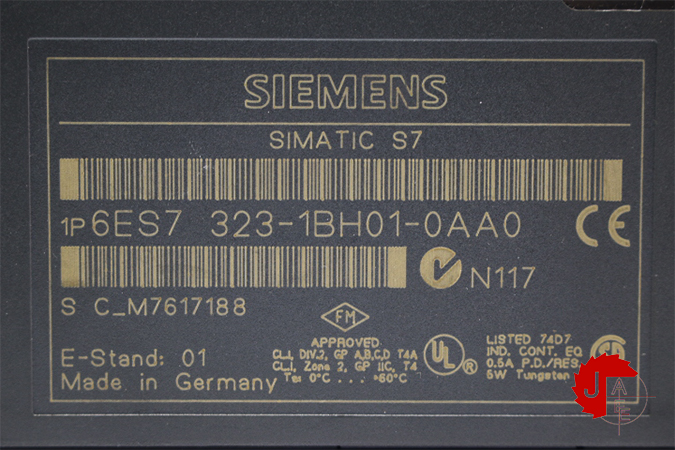 SIEMENS
SIMATIC S7
1P 6ES7 323-1BH01-0AA0 CE
N117
S C_M7617188
FM
APPROVED
CL.I, DIV.2, GP A,B,C,D T4A
CL.I, Zone 2, GP IIC, T4
Ta: 0°C ... >60°C
UL ®
LISTED 74D7
IND. CONT. EQ
0.5A P.D./RES.
5W Tungsten
E-Stand: 01
Made in Germany
J A